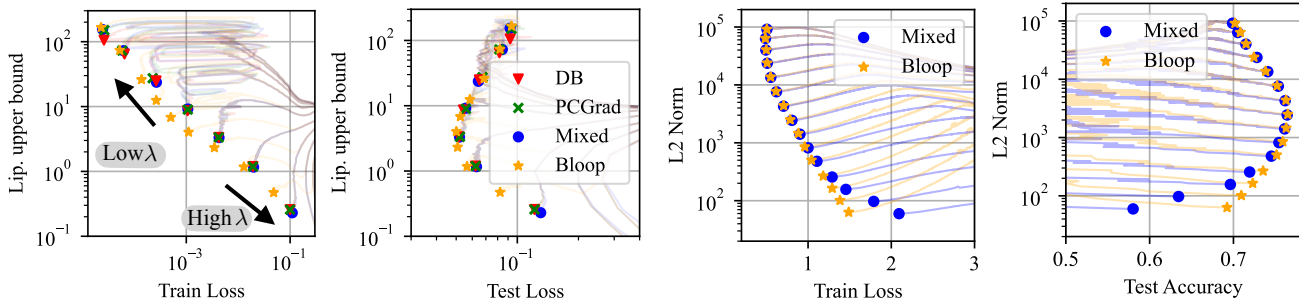 Lip. upper bound
10²
10¹
10⁰
10⁻¹
Low λ
High λ
10⁻³
10⁻¹
Train Loss
Lip. upper bound
10²
10¹
10⁰
10⁻¹
DB
PCGrad
Mixed
Bloop
10⁻¹
Test Loss
L2 Norm
10⁵
10⁴
10³
10²
Mixed
Bloop
1
2
3
Train Loss
L2 Norm
10⁵
10⁴
10³
10²
Mixed
Bloop
0.5
0.6
0.7
Test Accuracy